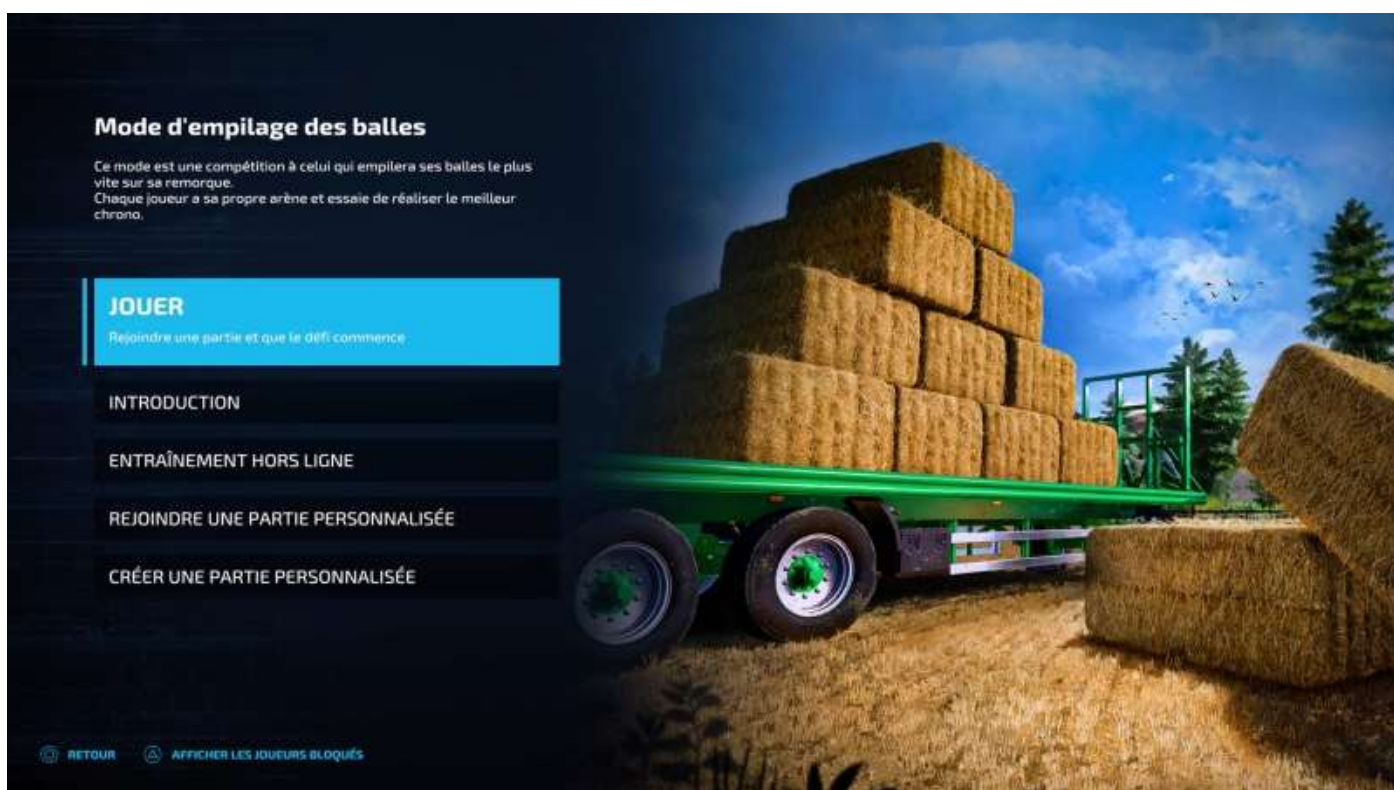 Mode d'empilage des balles
Ce mode est une compétition à celui qui empilera ses balles le plus
vite sur sa remorque.
Chaque joueur a sa propre arène et essaie de réaliser le meilleur
chrono.
JOUER
Rejoindre une partie et que le défi commence
INTRODUCTION
ENTRAÎNEMENT HORS LIGNE
REJOINDRE UNE PARTIE PERSONNALISÉE
CRÉER UNE PARTIE PERSONNALISÉE
RETOUR AFFICHER LES JOUEURS BLOQUÉS